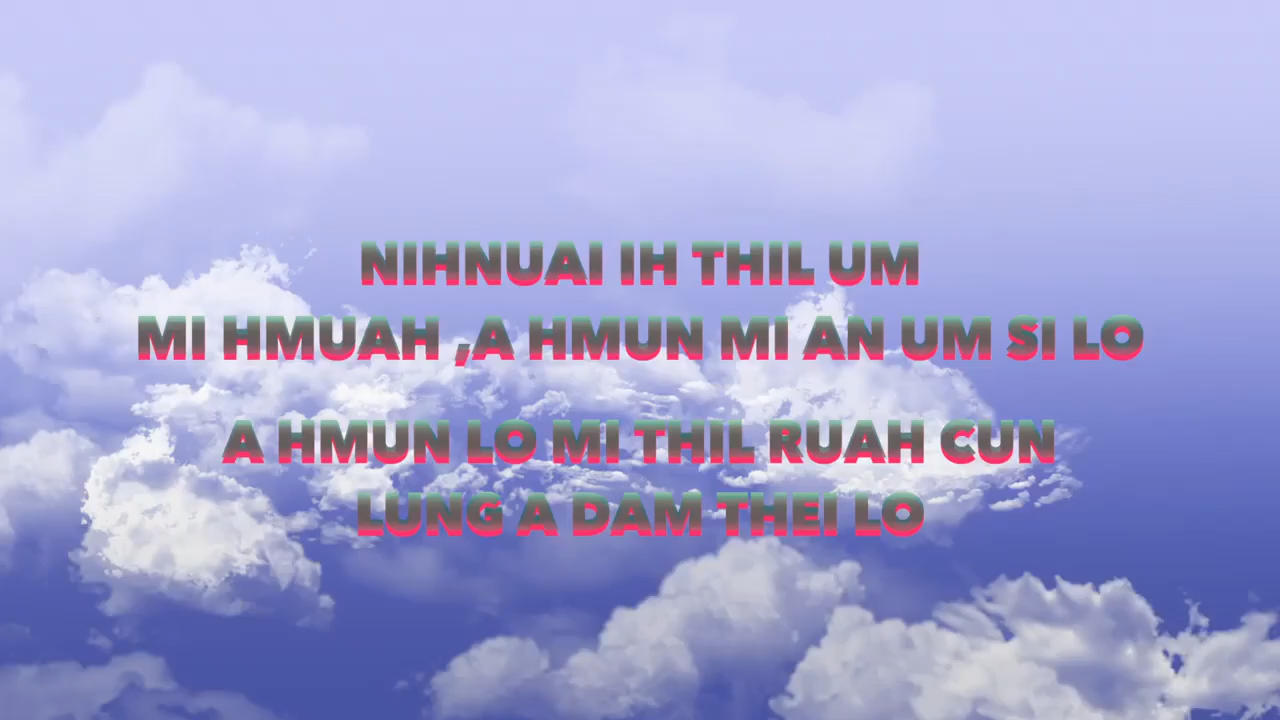 NIHNUAI IH THIL UM
MI HMUAH ,A HMUN MI AN UM SI LO
A HMUN LO MI THIL RUAH CUN
LUNG A DAM THEI LO